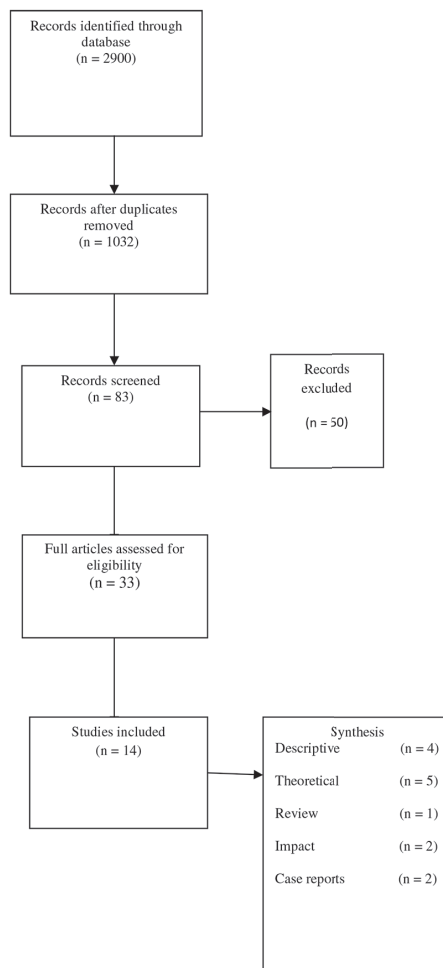 Records identified through
database
(n = 2900)
Records after duplicates
removed
(n = 1032)
Records screened
(n = 83)
Records
excluded
(n = 50)
Full articles assessed for
eligibility
(n = 33)
Studies included
(n = 14)
Synthesis
Descriptive (n = 4)
Theoretical (n = 5)
Review (n = 1)
Impact (n = 2)
Case reports (n = 2)